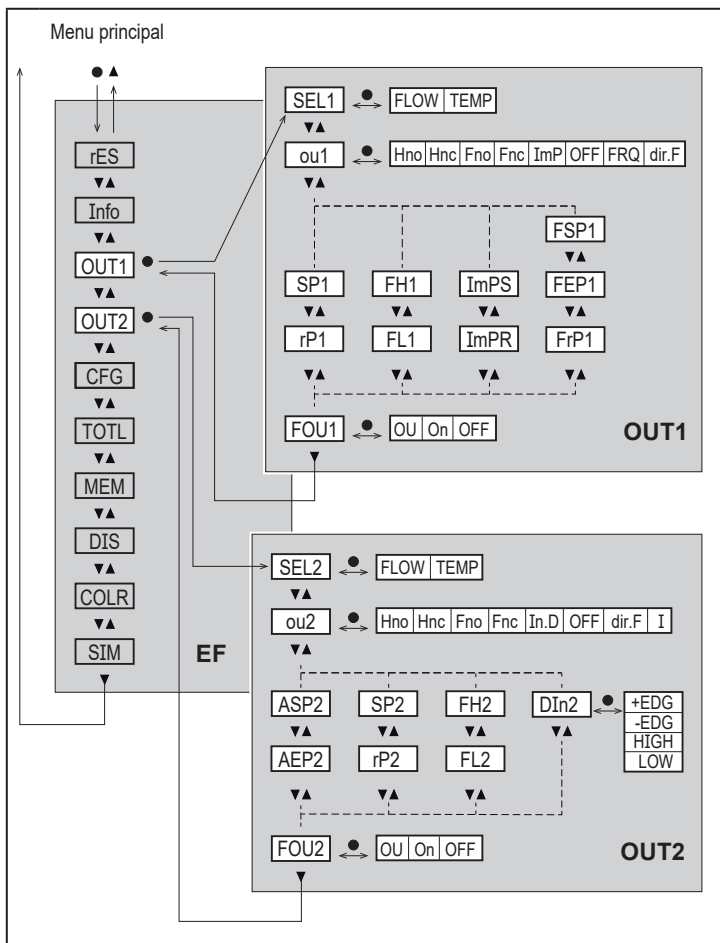 Menu principal
rES
Info
OUT1
OUT2
CFG
TOTL
MEM
DIS
COLR
SIM
EF
SEL1
FLOW TEMP
ou1
Hno Hnc Fno Fnc ImP OFF FRQ dir.F
FSP1
SP1 FH1 ImPS FEP1
rP1 FL1 ImPR FrP1
FOU1
OU On OFF
OUT1
SEL2
FLOW TEMP
ou2
Hno Hnc Fno Fnc In.D OFF dir.F I
ASP2 SP2 FH2 DIn2
+EDG
-EDG
HIGH
LOW
AEP2 rP2 FL2
FOU2
OU On OFF
OUT2